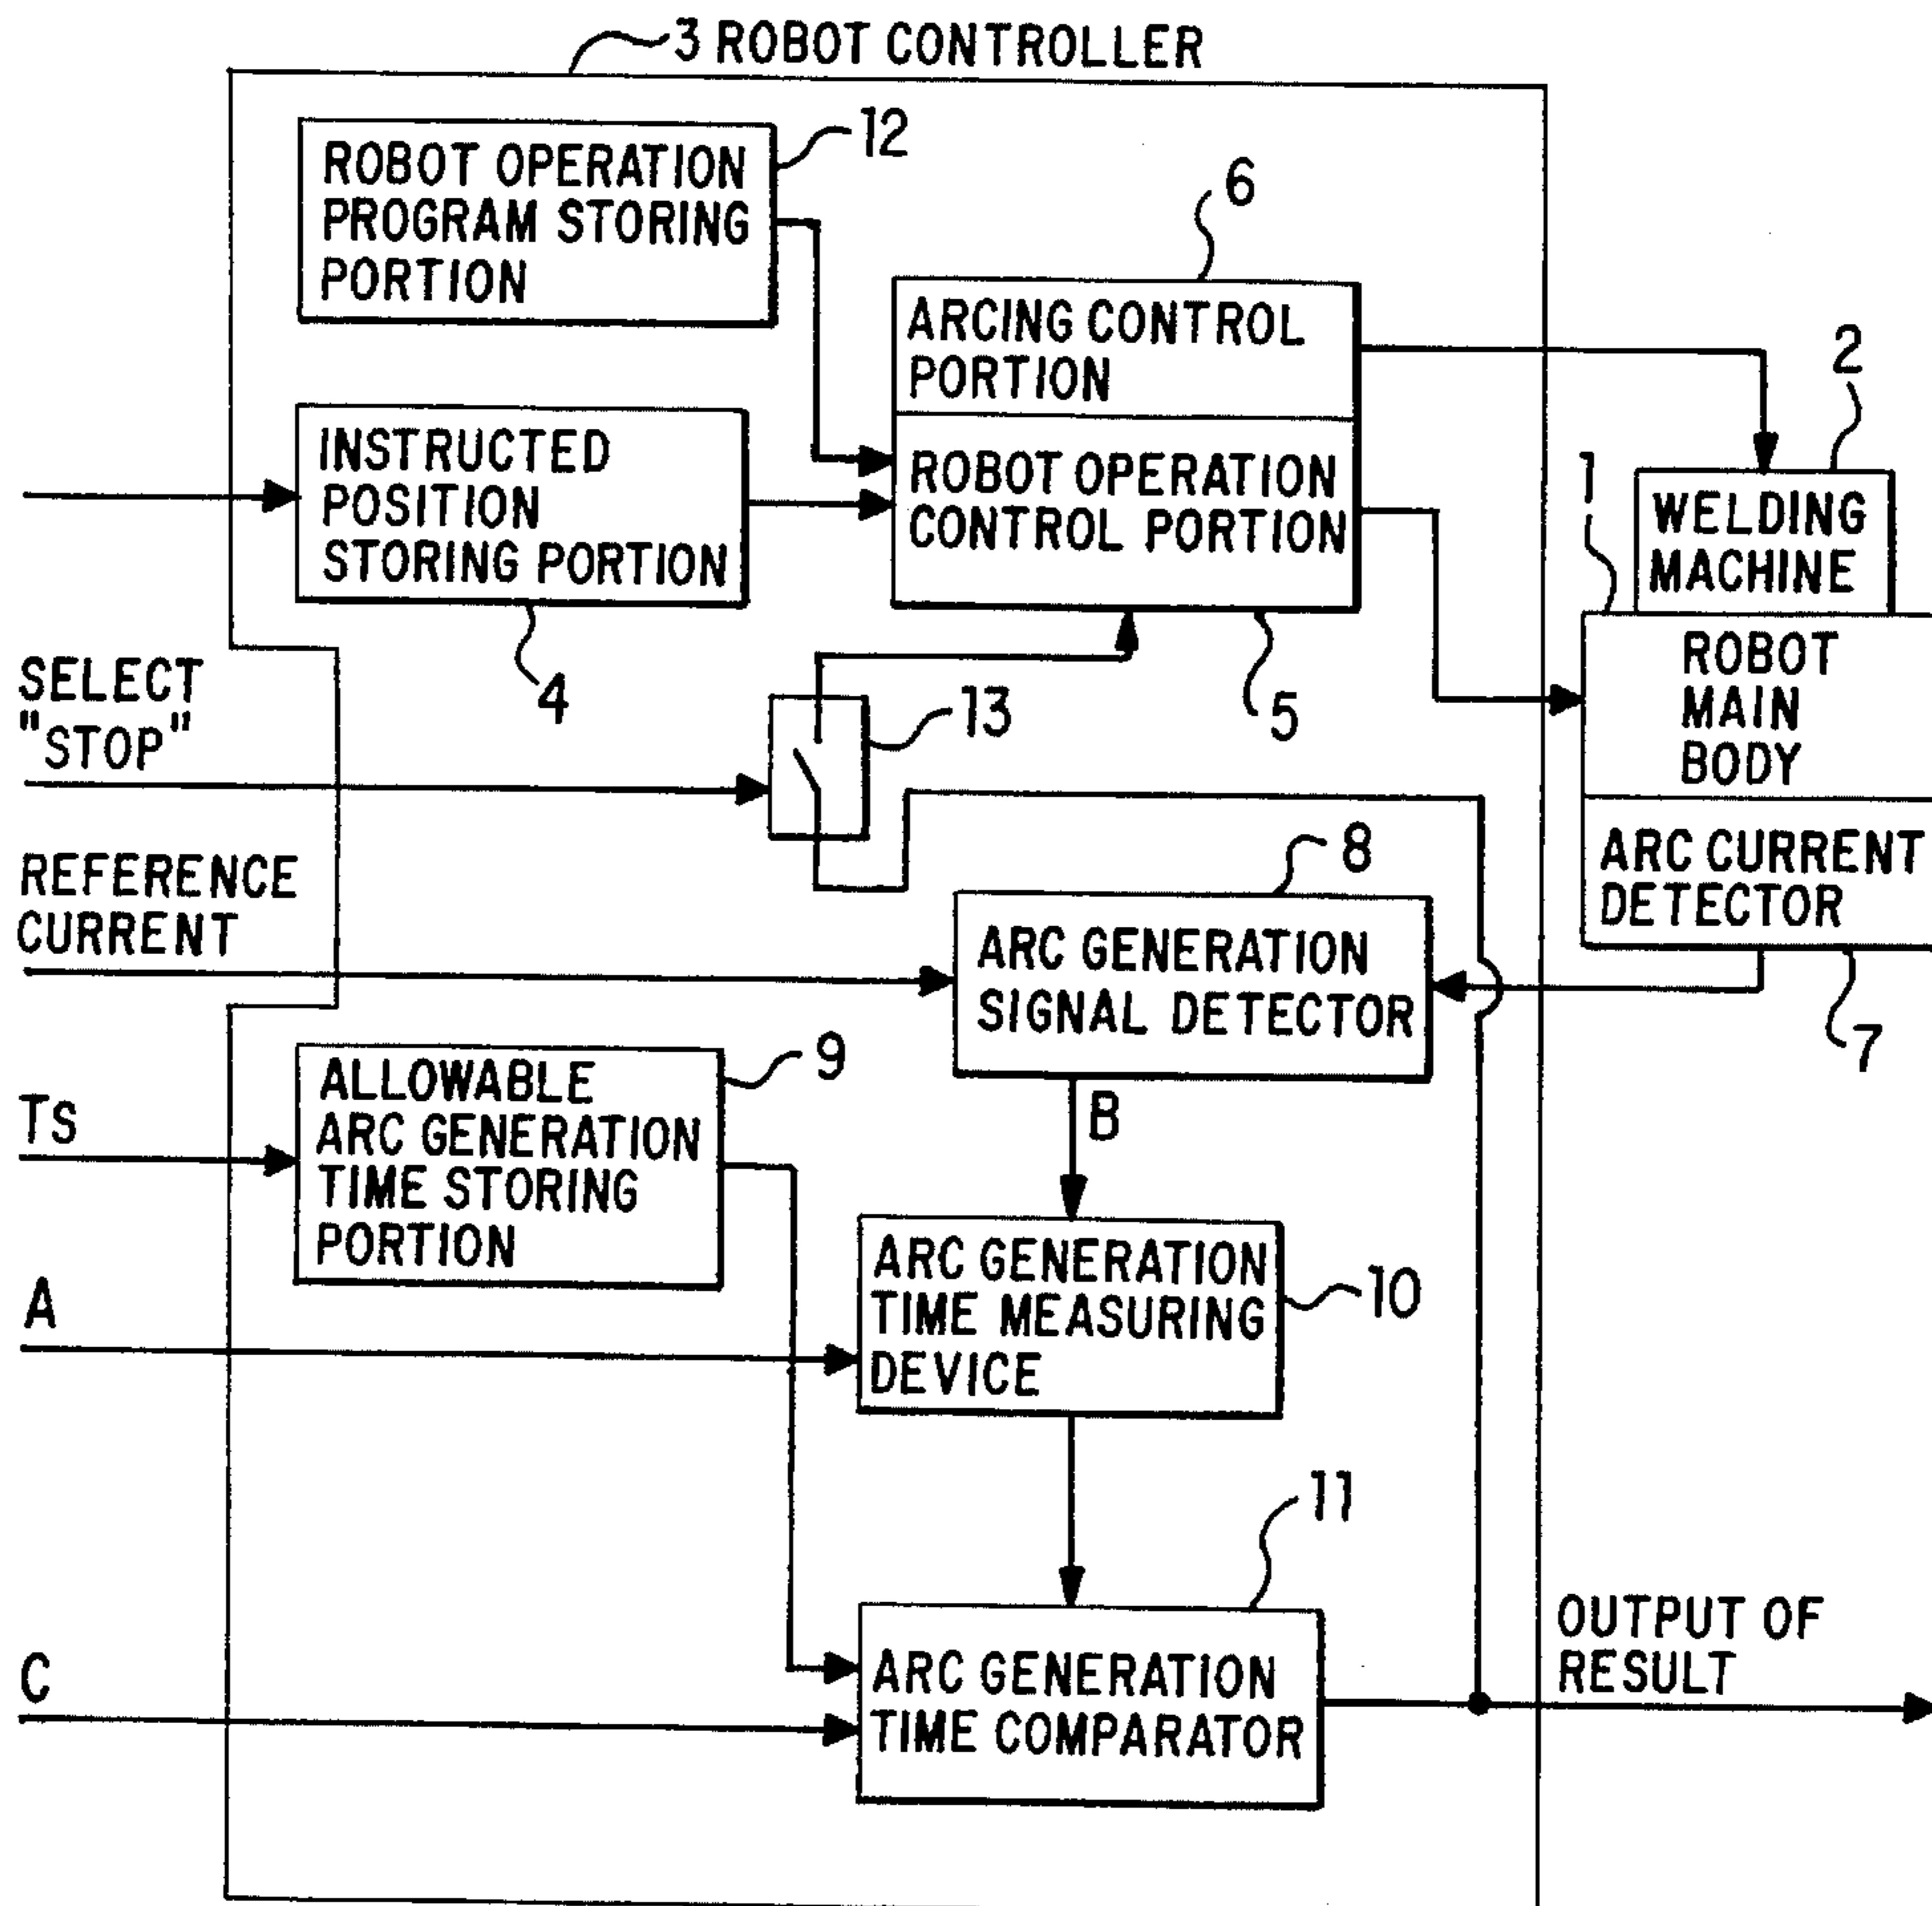 3 ROBOT CONTROLLER
12
ROBOT OPERATION
PROGRAM STORING
PORTION
6
ARCING CONTROL
PORTION
2
INSTRUCTED
POSITION
STORING PORTION
ROBOT OPERATION
CONTROL PORTION
1
WELDING
MACHINE
ROBOT
MAIN
BODY
SELECT
"STOP"
4
13
5
REFERENCE
CURRENT
8
ARC CURRENT
DETECTOR
ARC GENERATION
SIGNAL DETECTOR
7
TS
ALLOWABLE
ARC GENERATION
TIME STORING
PORTION
9
B
A
ARC GENERATION
TIME MEASURING
DEVICE
10
11
C
ARC GENERATION
TIME COMPARATOR
OUTPUT OF
RESULT